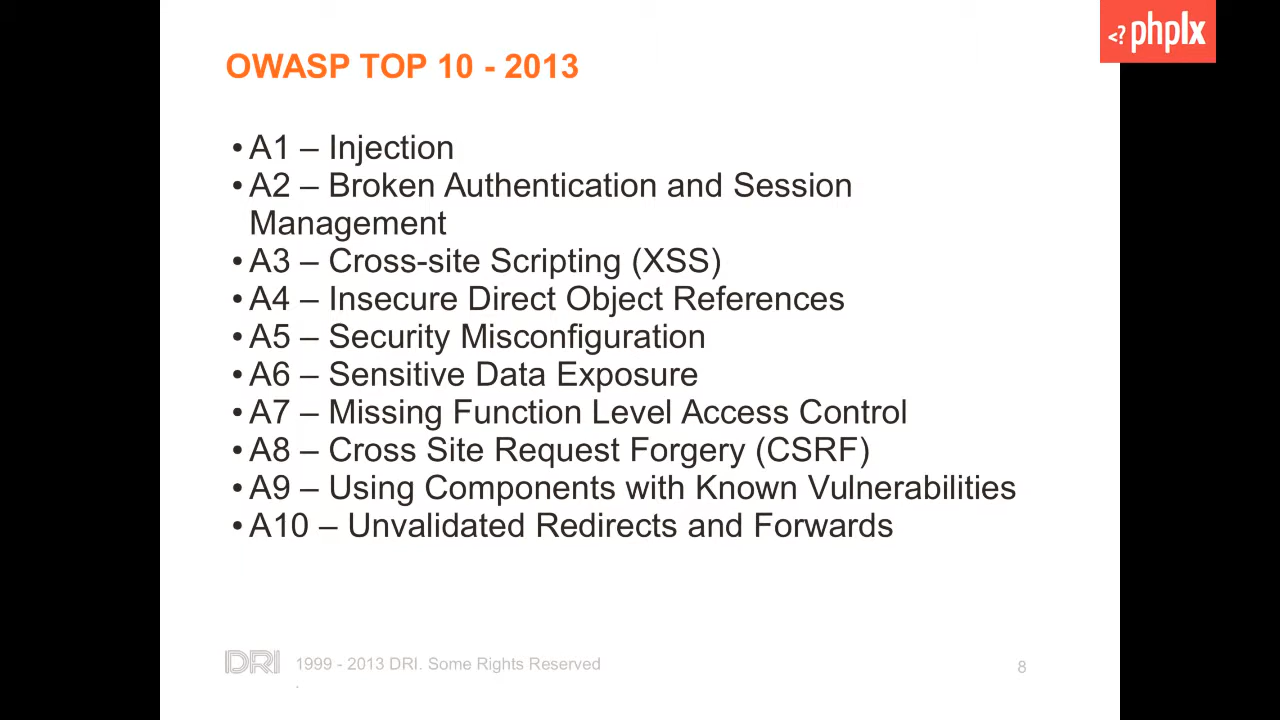 <? phplx
OWASP TOP 10 - 2013
• A1 – Injection
• A2 – Broken Authentication and Session
Management
• A3 – Cross-site Scripting (XSS)
• A4 – Insecure Direct Object References
• A5 – Security Misconfiguration
• A6 – Sensitive Data Exposure
• A7 – Missing Function Level Access Control
• A8 – Cross Site Request Forgery (CSRF)
• A9 – Using Components with Known Vulnerabilities
• A10 – Unvalidated Redirects and Forwards
DRI 1999 - 2013 DRI. Some Rights Reserved 8
.